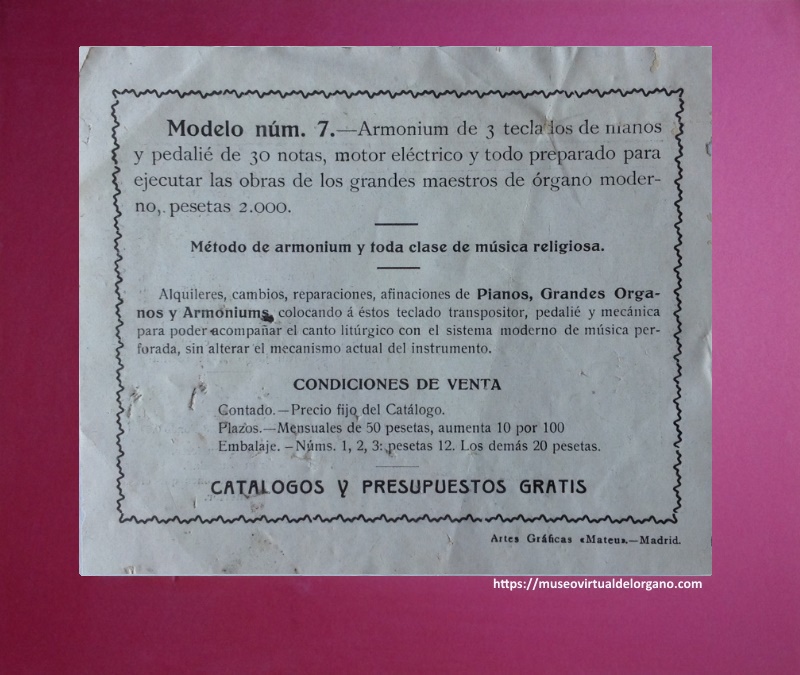 Modelo núm. 7.—Armonium de 3 teclados de manos
y pedalié de 30 notas, motor eléctrico y todo preparado para
ejecutar las obras de los grandes maestros de órgano moder-
no, pesetas 2.000.
Método de armonium y toda clase de música religiosa.
Alquileres, cambios, reparaciones, afinaciones de Pianos, Grandes Orga-
nos y Armoniums, colocando á éstos teclado transpositor, pedalié y mecánica
para poder acompañar el canto litúrgico con el sistema moderno de música per-
forada, sin alterar el mecanismo actual del instrumento.
CONDICIONES DE VENTA
Contado.—Precio fijo del Catálogo.
Plazos.—Mensuales de 50 pesetas, aumenta 10 por 100
Embalaje.—Núms. 1, 2, 3: pesetas 12. Los demás 20 pesetas.
CATALOGOS Y PRESUPUESTOS GRATIS
Artes Gráficas «Mateu».—Madrid.
https://museovirtualdelorgano.com